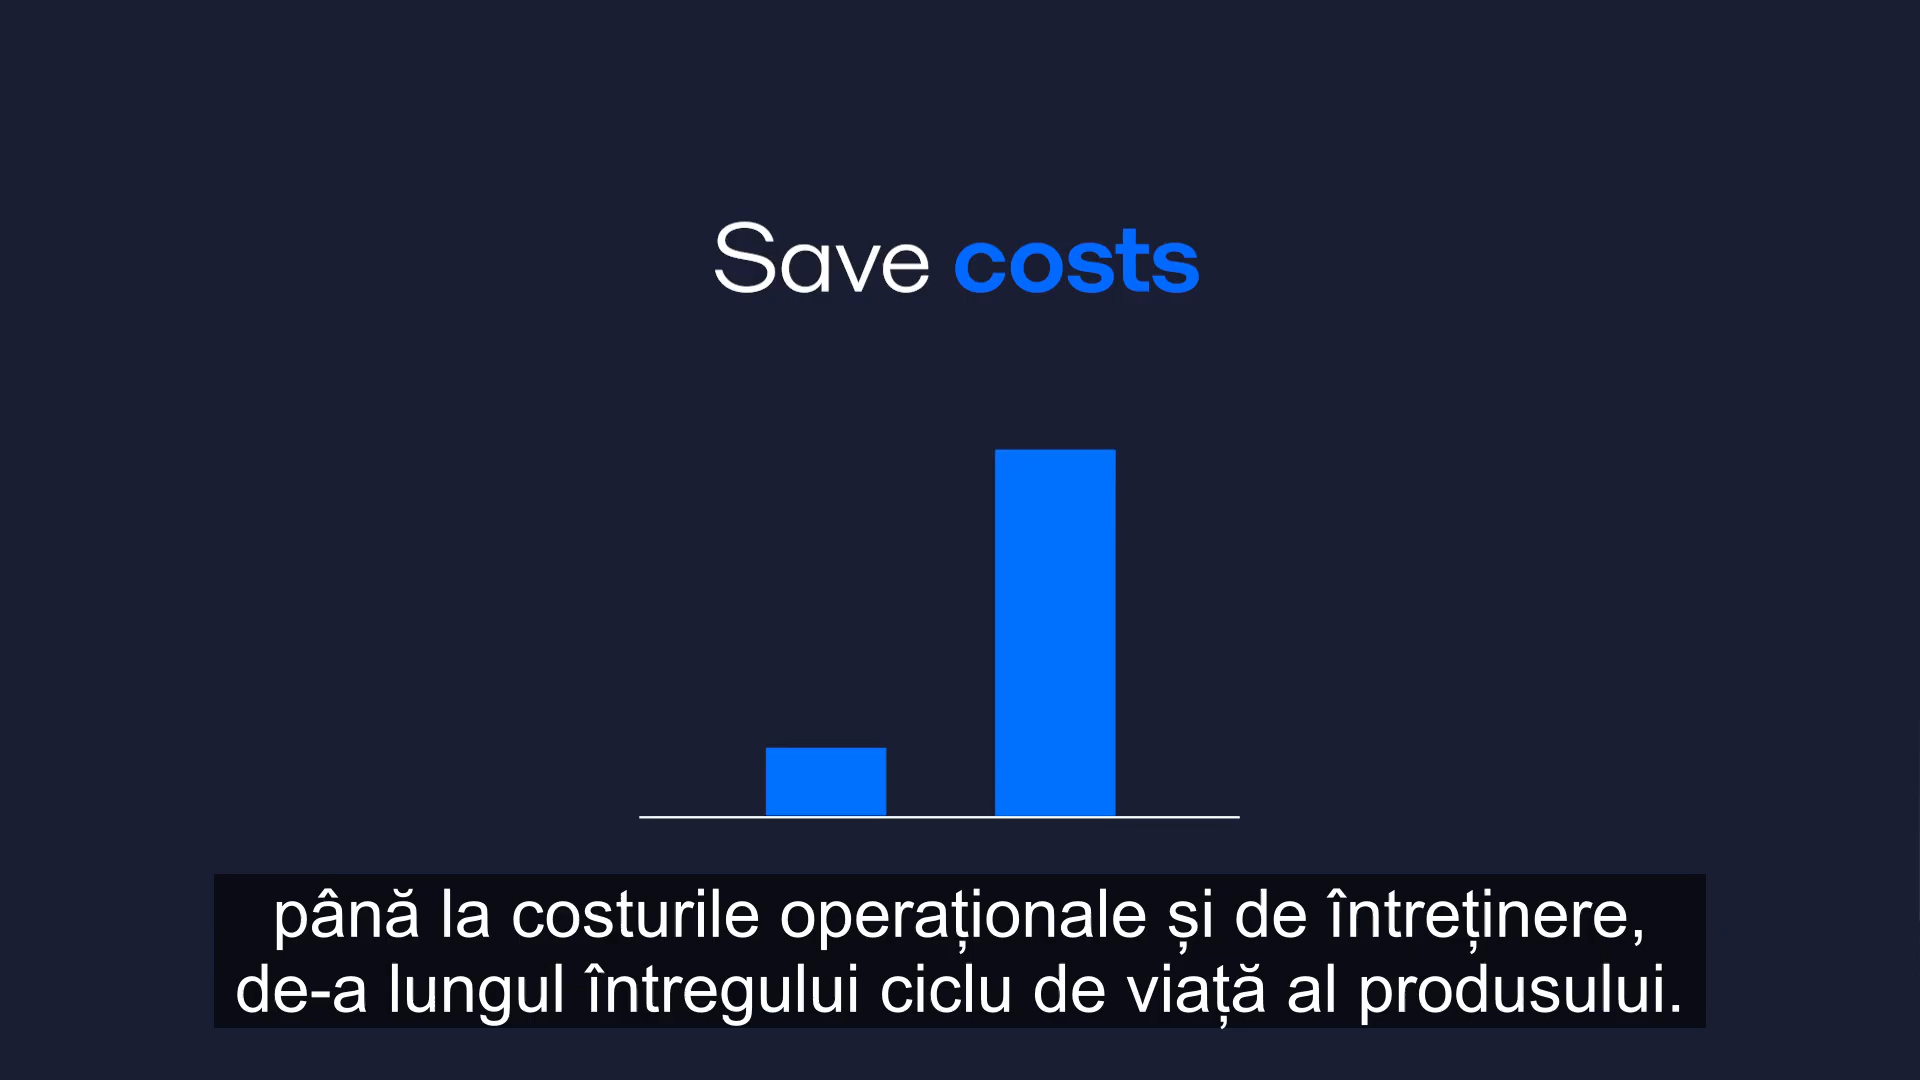 Save costs
până la costurile operaționale și de întreținere,
de-a lungul întregului ciclu de viață al produsului.